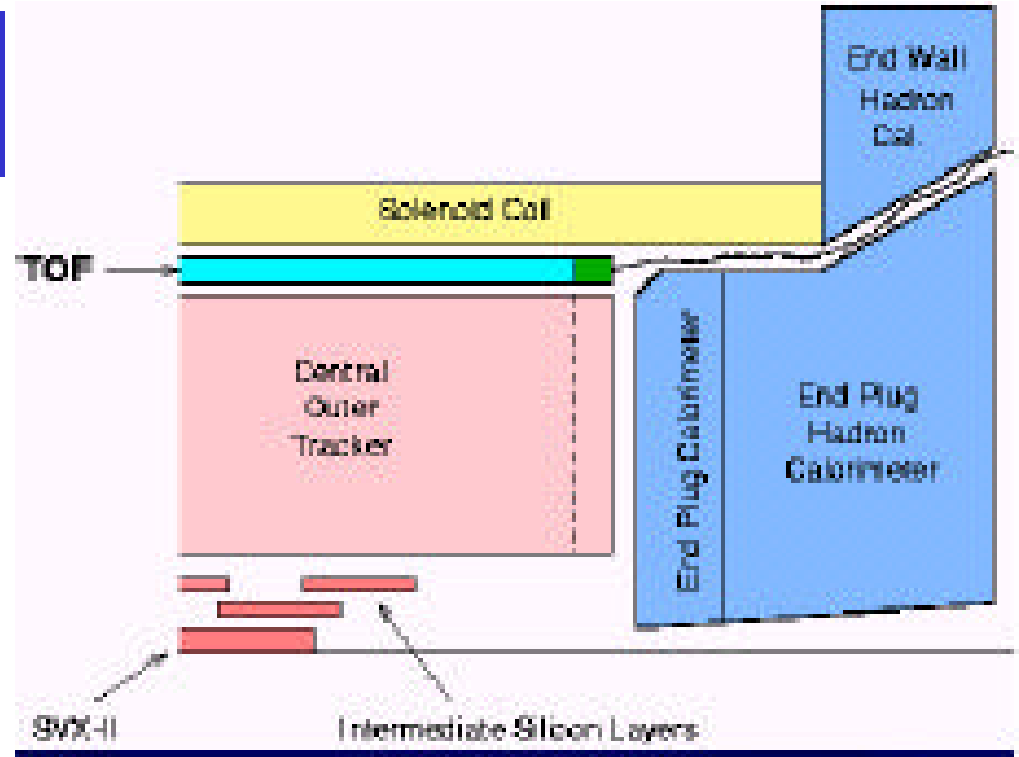 End Wall
Hadron
Cal.
Solenoid Coil
TOF
Central
Outer
Tracker
End Plug Calorimeter
End Plug
Hadron
Calorimeter
SVX-II
Intermediate Silicon Layers